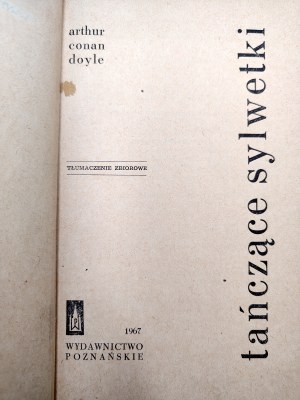 arthur
conan
doyle
TŁUMACZENIE ZBIOROWE
tańczące sylwetki
1967
WYDAWNICTWO
POZNAŃSKIE